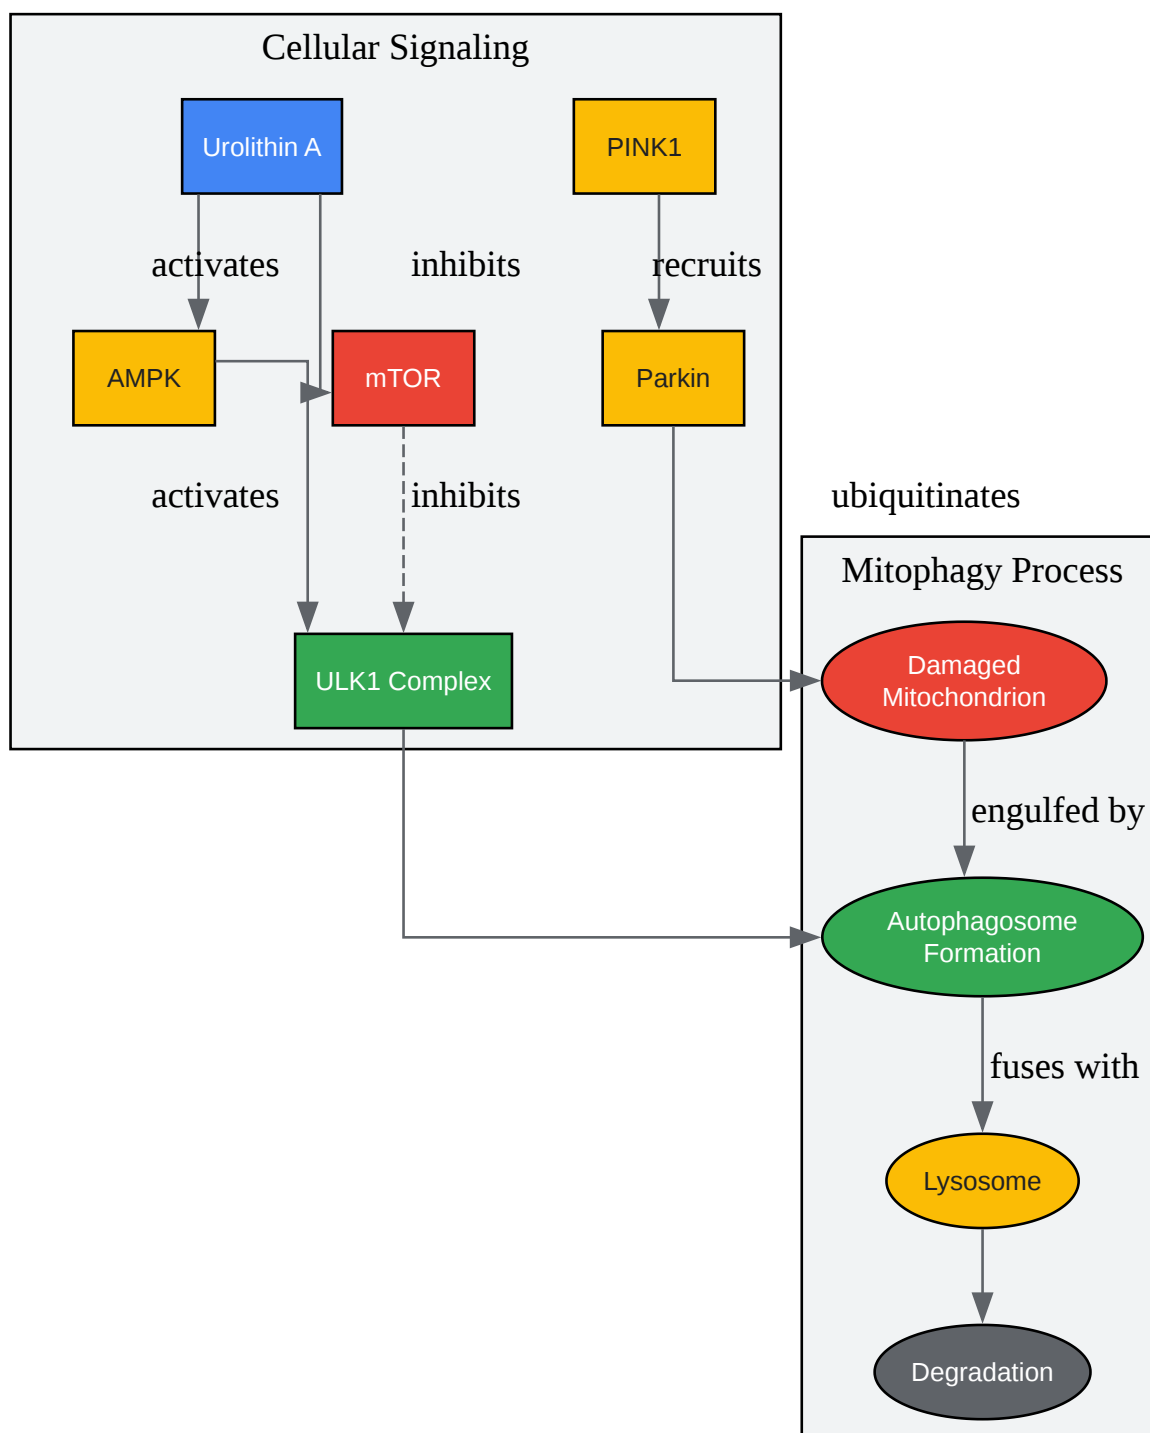 Cellular Signaling
Urolithin A
PINK1
activates
inhibits
recruits
AMPK
mTOR
Parkin
activates
inhibits
ubiquitinates
Mitophagy Process
ULK1 Complex
Damaged
Mitochondrion
engulfed by
Autophagosome
Formation
fuses with
Lysosome
Degradation